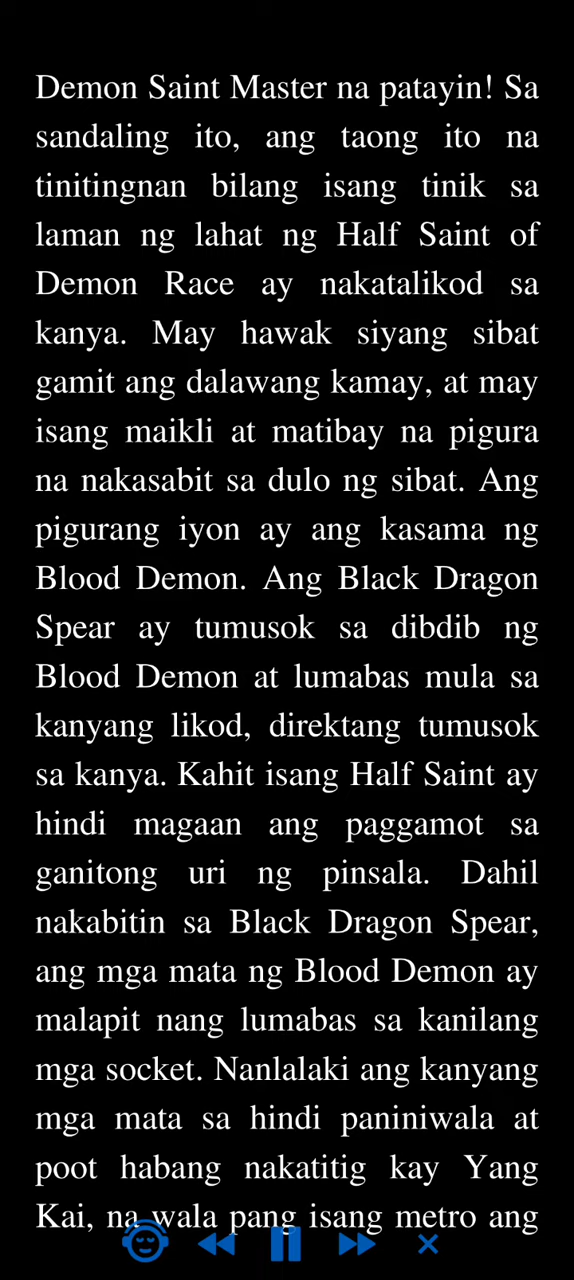 Demon Saint Master na patayin! Sa
sandaling ito, ang taong ito na
tinitingnan bilang isang tinik sa
laman ng lahat ng Half Saint of
Demon Race ay nakatalikod sa
kanya. May hawak siyang sibat
gamit ang dalawang kamay, at may
isang maikli at matibay na pigura
na nakasabit sa dulo ng sibat. Ang
pigurang iyon ay ang kasama ng
Blood Demon. Ang Black Dragon
Spear ay tumusok sa dibdib ng
Blood Demon at lumabas mula sa
kanyang likod, direktang tumusok
sa kanya. Kahit isang Half Saint ay
hindi magaan ang paggamot sa
ganitong uri ng pinsala. Dahil
nakabitin sa Black Dragon Spear,
ang mga mata ng Blood Demon ay
malapit nang lumabas sa kanilang
mga socket. Nanlalaki ang kanyang
mga mata sa hindi paniniwala at
poot habang nakatitig kay Yang
Kai, na wala pang isang metro ang